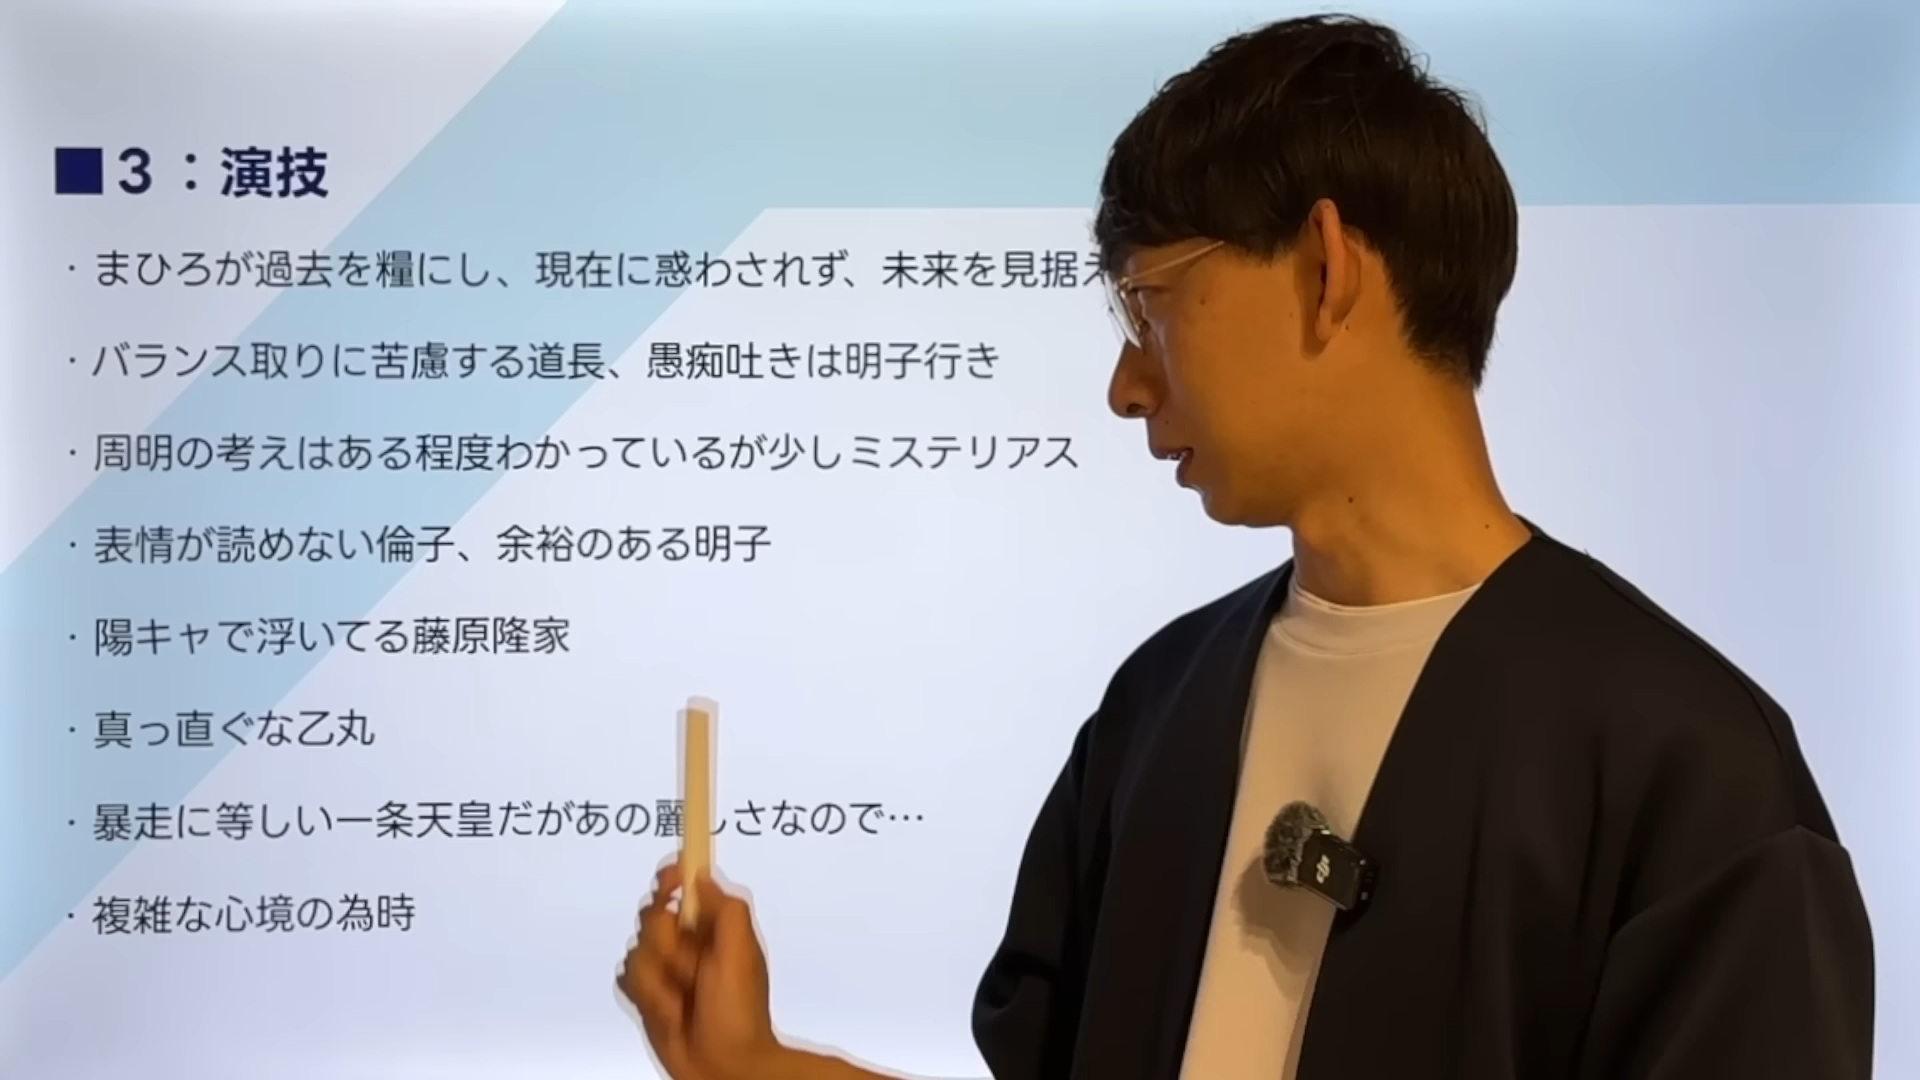 ■３：演技
・まひろが過去を糧にし、現在に惑わされず、未来を見据え
・バランス取りに苦慮する道長、愚痴吐きは明子行き
・周明の考えはある程度わかっているが少しミステリアス
・表情が読めない倫子、余裕のある明子
・陽キャで浮いてる藤原隆家
・真っ直ぐな乙丸
・暴走に等しい一条天皇だがあの麗しさなので…
・複雑な心境の為時
dji